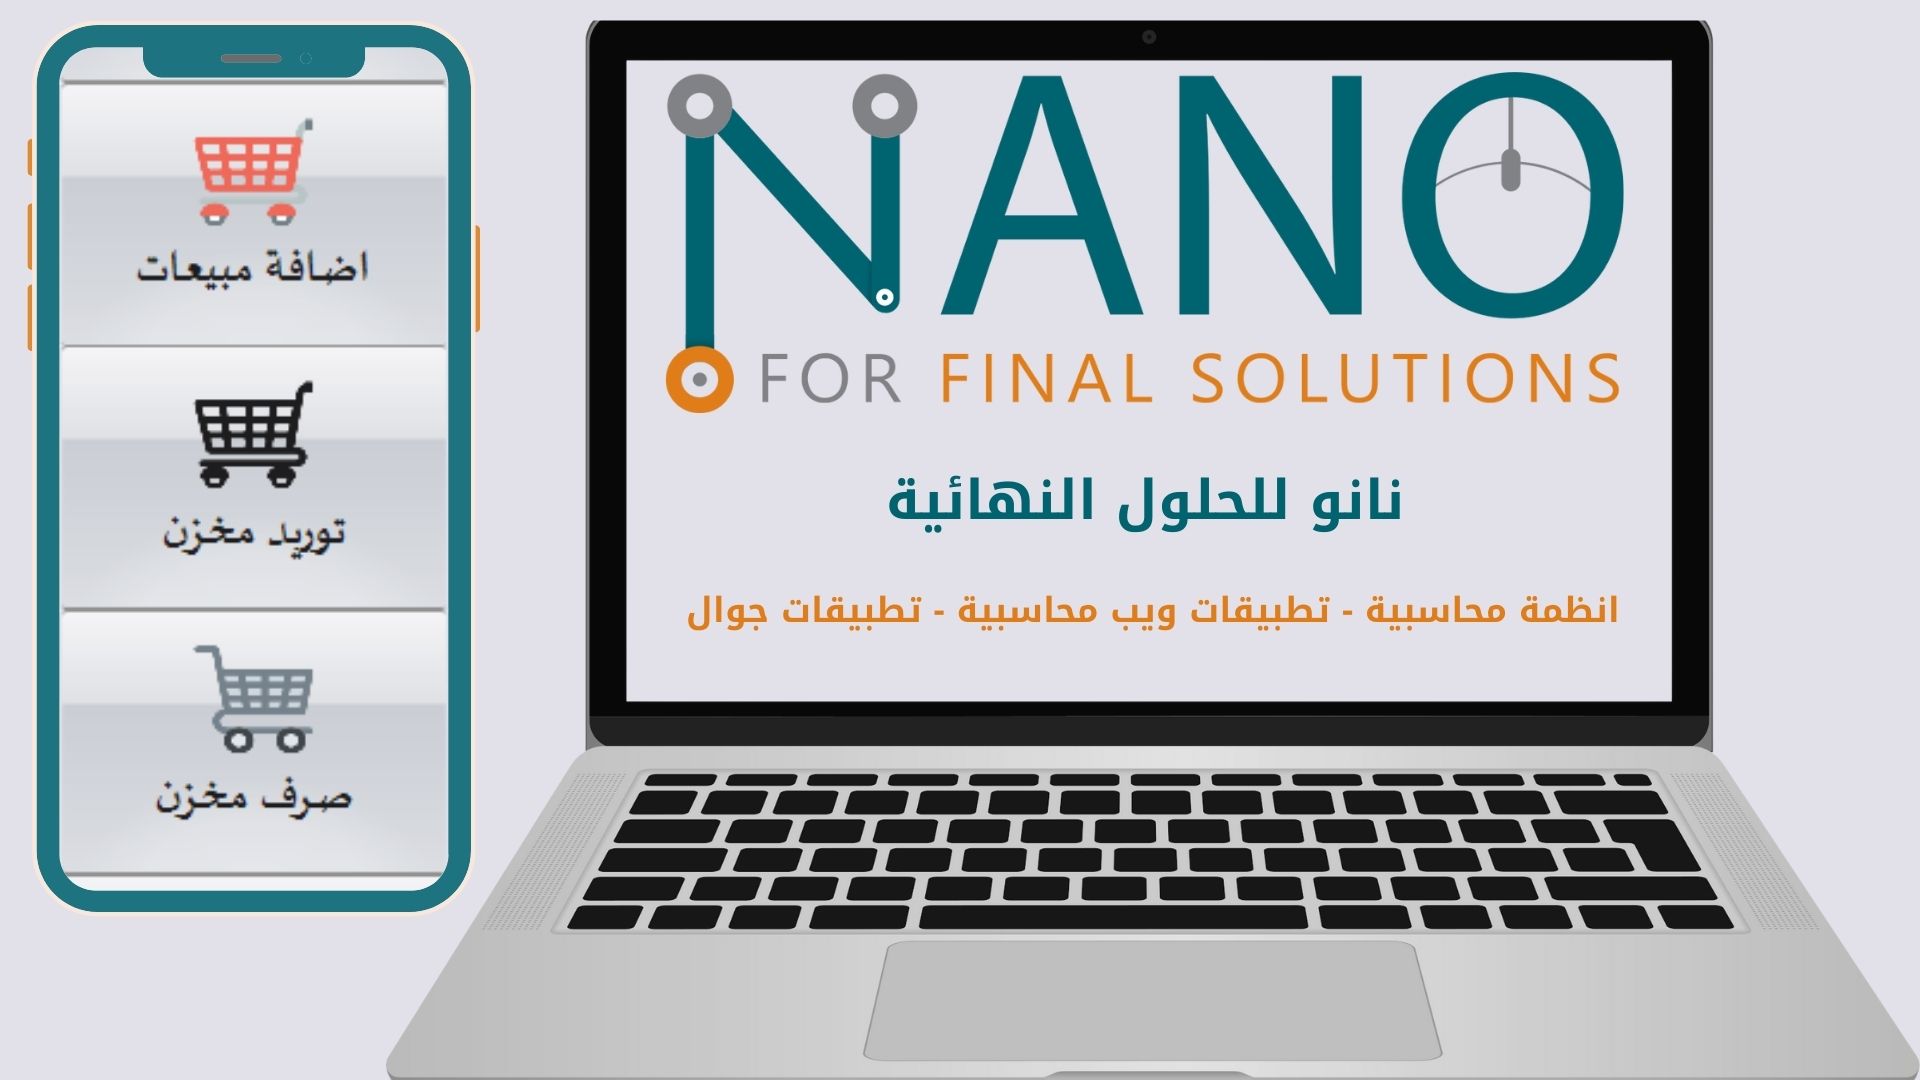 اضافة مبيعات
توريد مخزن
صرف مخزن
NANO
FOR FINAL SOLUTIONS
نانو للحلول النهائية
انظمة محاسبية - تطبيقات ويب محاسبية - تطبيقات جوال